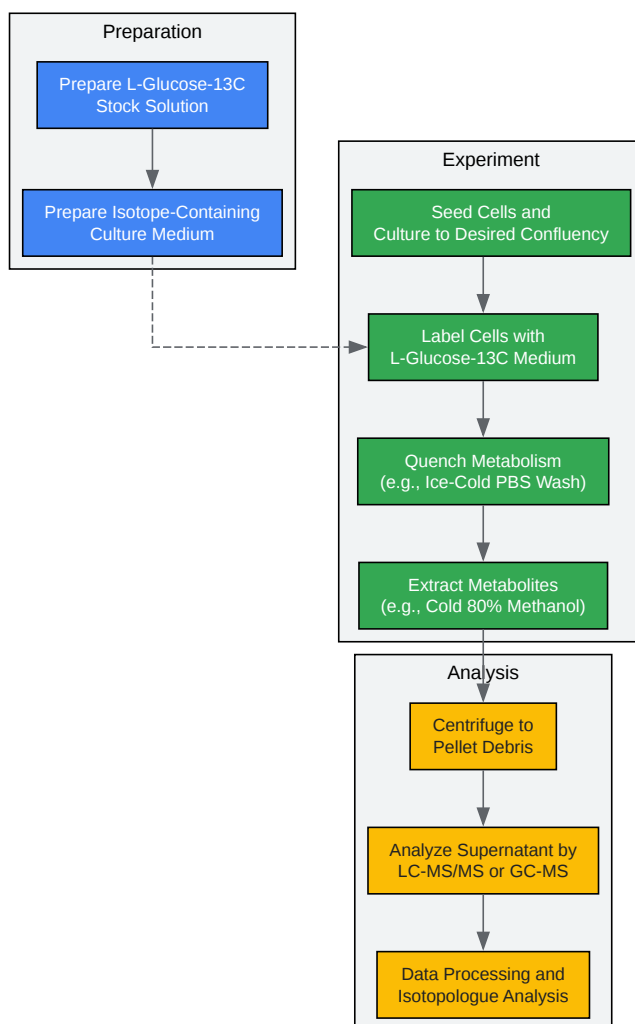 Preparation
Prepare L-Glucose-13C
Stock Solution
Prepare Isotope-Containing
Culture Medium
Experiment
Seed Cells and
Culture to Desired Confluency
Label Cells with
L-Glucose-13C Medium
Quench Metabolism
(e.g., Ice-Cold PBS Wash)
Extract Metabolites
(e.g., Cold 80% Methanol)
Analysis
Centrifuge to
Pellet Debris
Analyze Supernatant by
LC-MS/MS or GC-MS
Data Processing and
Isotopologue Analysis